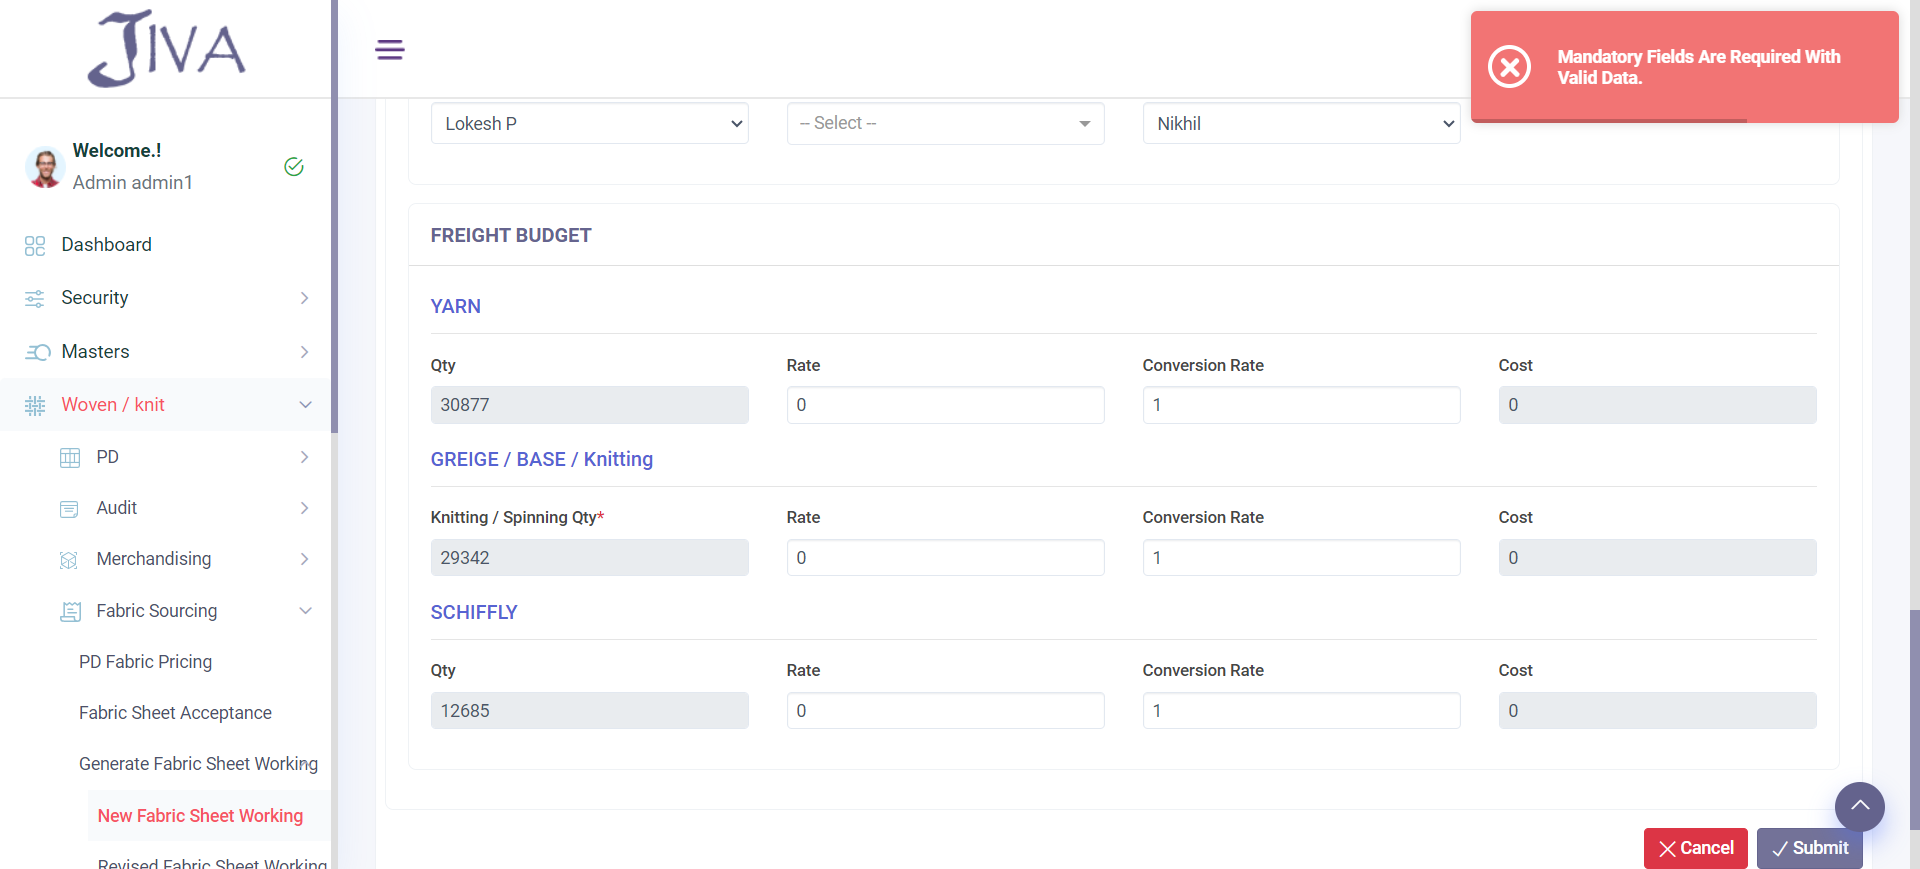 JIVA
Mandatory Fields Are Required With
Valid Data.
Lokesh P
-- Select --
Nikhil
Welcome.!
Admin admin1
Dashboard
Security
Masters
Woven / knit
PD
Audit
Merchandising
Fabric Sourcing
PD Fabric Pricing
Fabric Sheet Acceptance
Generate Fabric Sheet Working
New Fabric Sheet Working
Revised Fabric Sheet Working
FREIGHT BUDGET
YARN
Qty Rate Conversion Rate Cost
30877 0 1 0
GREIGE / BASE / Knitting
Knitting / Spinning Qty* Rate Conversion Rate Cost
29342 0 1 0
SCHIFFLY
Qty Rate Conversion Rate Cost
12685 0 1 0
Cancel Submit